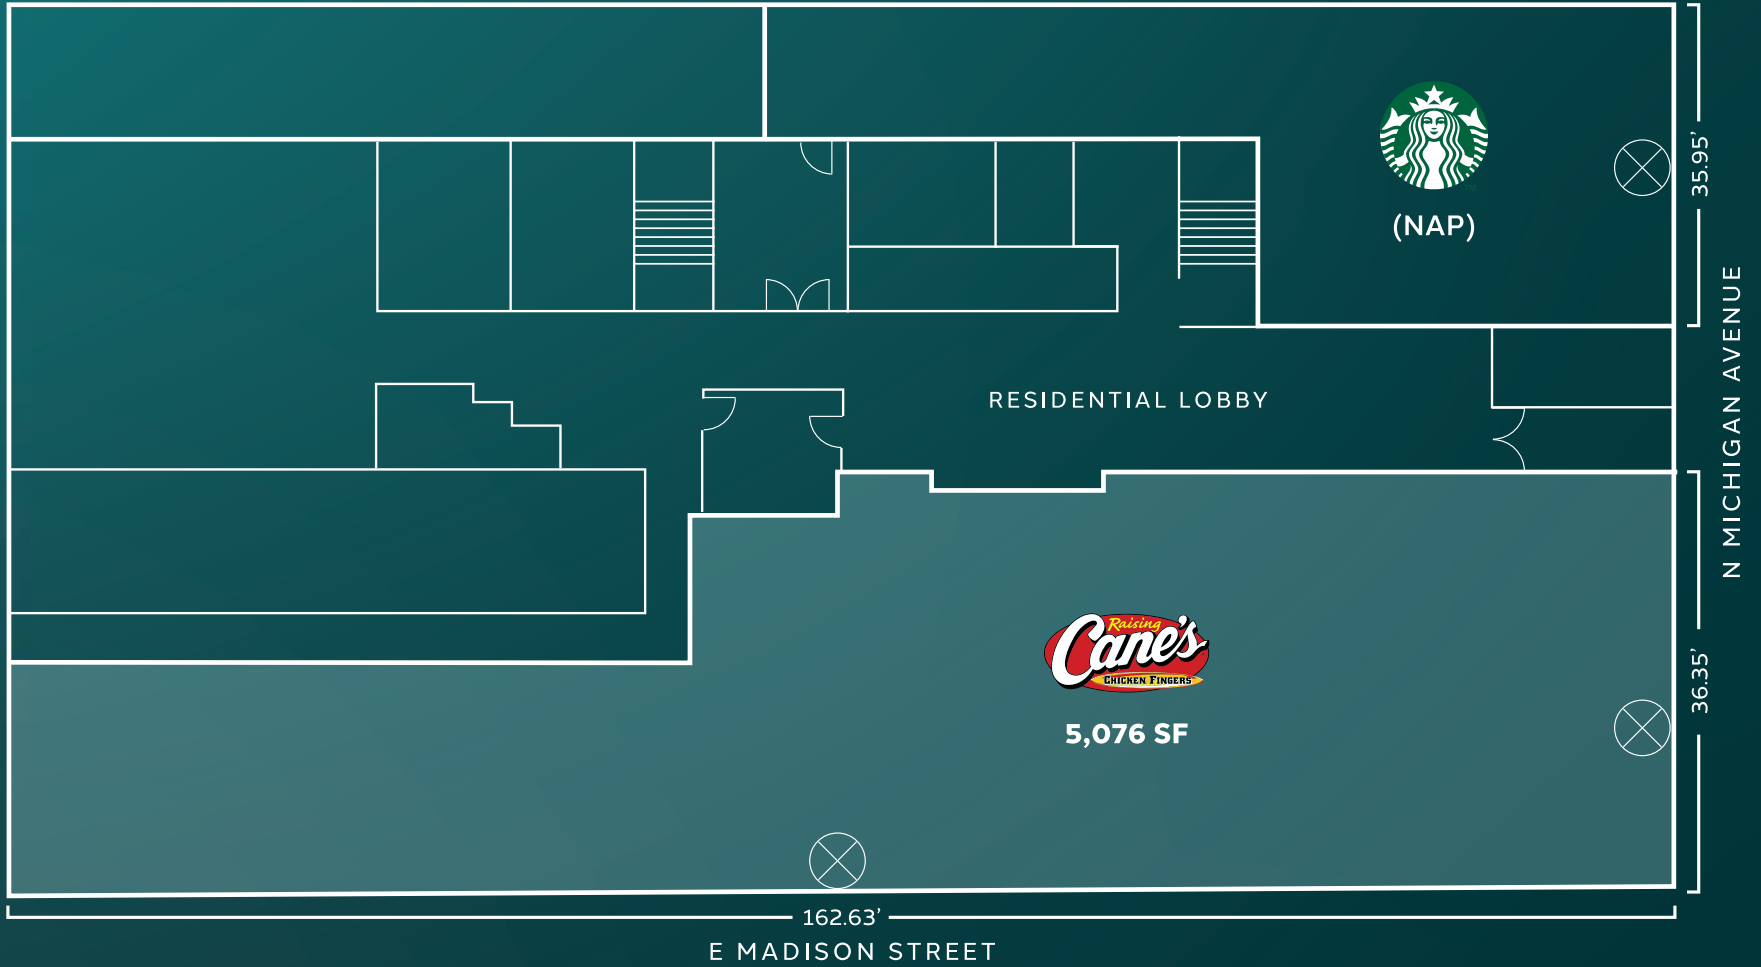 35.95’
(NAP)
N MICHIGAN AVENUE
RESIDENTIAL LOBBY
Raising
Cane's
CHICKEN FINGERS
5,076 SF
36.35’
162.63’
E MADISON STREET
TM